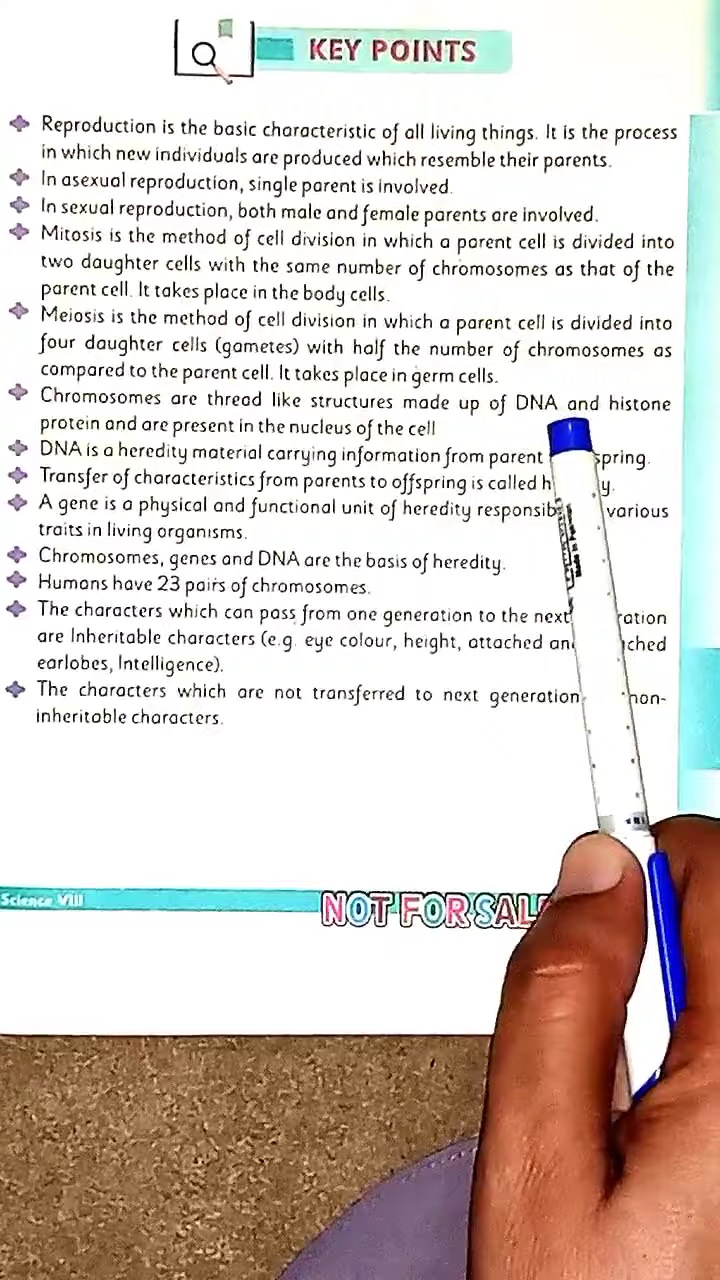 KEY POINTS
Reproduction is the basic characteristic of all living things. It is the process
in which new individuals are produced which resemble their parents.
In asexual reproduction, single parent is involved.
In sexual reproduction, both male and female parents are involved.
Mitosis is the method of cell division in which a parent cell is divided into
two daughter cells with the same number of chromosomes as that of the
parent cell. It takes place in the body cells.
Meiosis is the method of cell division in which a parent cell is divided into
four daughter cells (gametes) with half the number of chromosomes as
compared to the parent cell. It takes place in germ cells.
Chromosomes are thread like structures made up of DNA and histone
protein and are present in the nucleus of the cell
DNA is a heredity material carrying information from parent spring.
Transfer of characteristics from parents to offspring is called h y.
A gene is a physical and functional unit of heredity responsib various
traits in living organisms.
Chromosomes, genes and DNA are the basis of heredity.
Humans have 23 pairs of chromosomes.
The characters which can pass from one generation to the next ration
are Inheritable characters (e.g. eye colour, height, attached an ched
earlobes, Intelligence).
The characters which are not transferred to next generation non-
inheritable characters.
Science VIII
NOT FOR SAL